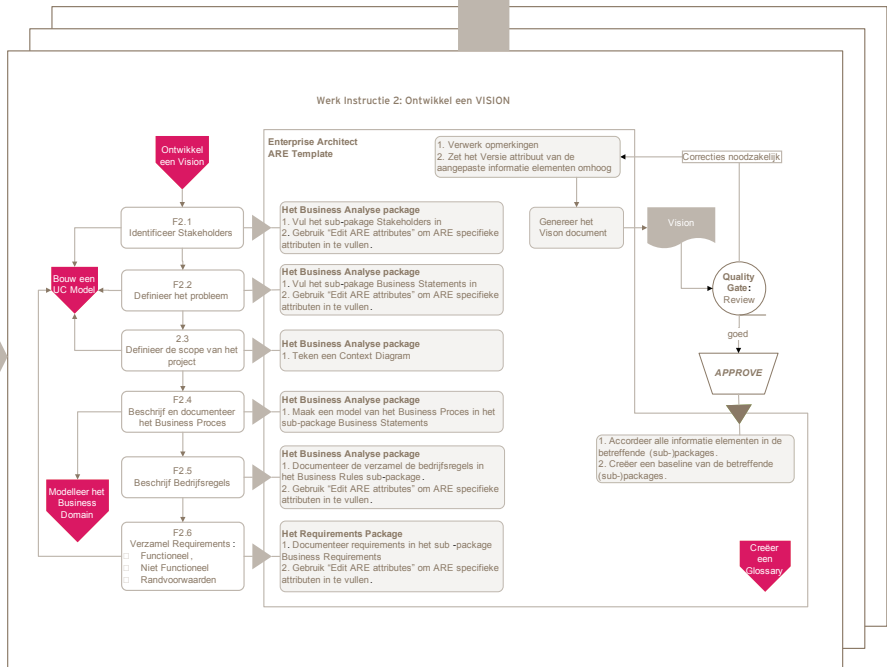 Werk Instructie 2: Ontwikkel een VISION
Ontwikkel
een Vision
Enterprise Architect
ARE Template
1. Verwerk opmerkingen
2. Zet het Versie attribuut van de
aangepaste informatie elementen omhoog
Correcties noodzakelijk
F2.1
Identificeer Stakeholders
Het Business Analyse package
1. Vul het sub-pakage Stakeholders in
2. Gebruik “Edit ARE attributes” om ARE specifieke
attributen in te vullen.
Genereer het
Vison document
Vision
Bouw een
UC Model
F2.2
Definieer het probleem
Het Business Analyse package
1. Vul het sub-pakage Business Statements in
2. Gebruik “Edit ARE attributes” om ARE specifieke
attributen in te vullen.
Quality
Gate:
Review
goed
2.3
Definieer de scope van het
project
Het Business Analyse package
1. Teken een Context Diagram
APPROVE
F2.4
Beschrijf en documenteer
het Business Proces
Het Business Analyse package
1. Maak een model van het Business Proces in het
sub-package Business Statements
1. Accordeer alle informatie elementen in de
betreffende (sub-)packages.
2. Creëer een baseline van de betreffende
(sub-)packages.
F2.5
Beschrijf Bedrijfsregels
Het Business Analyse package
1. Documenteer de verzamel de bedrijfsregels in
het Business Rules sub-package.
2. Gebruik “Edit ARE attributes” om ARE specifieke
attributen in te vullen.
Modelleer het
Business
Domain
F2.6
Verzamel Requirements:
Functioneel,
Niet Functioneel
Randvoorwaarden
Het Requirements Package
1. Documenteer requirements in het sub -package
Business Requirements
2. Gebruik “Edit ARE attributes” om ARE specifieke
attributen in te vullen.
Creëer
een
Glossary